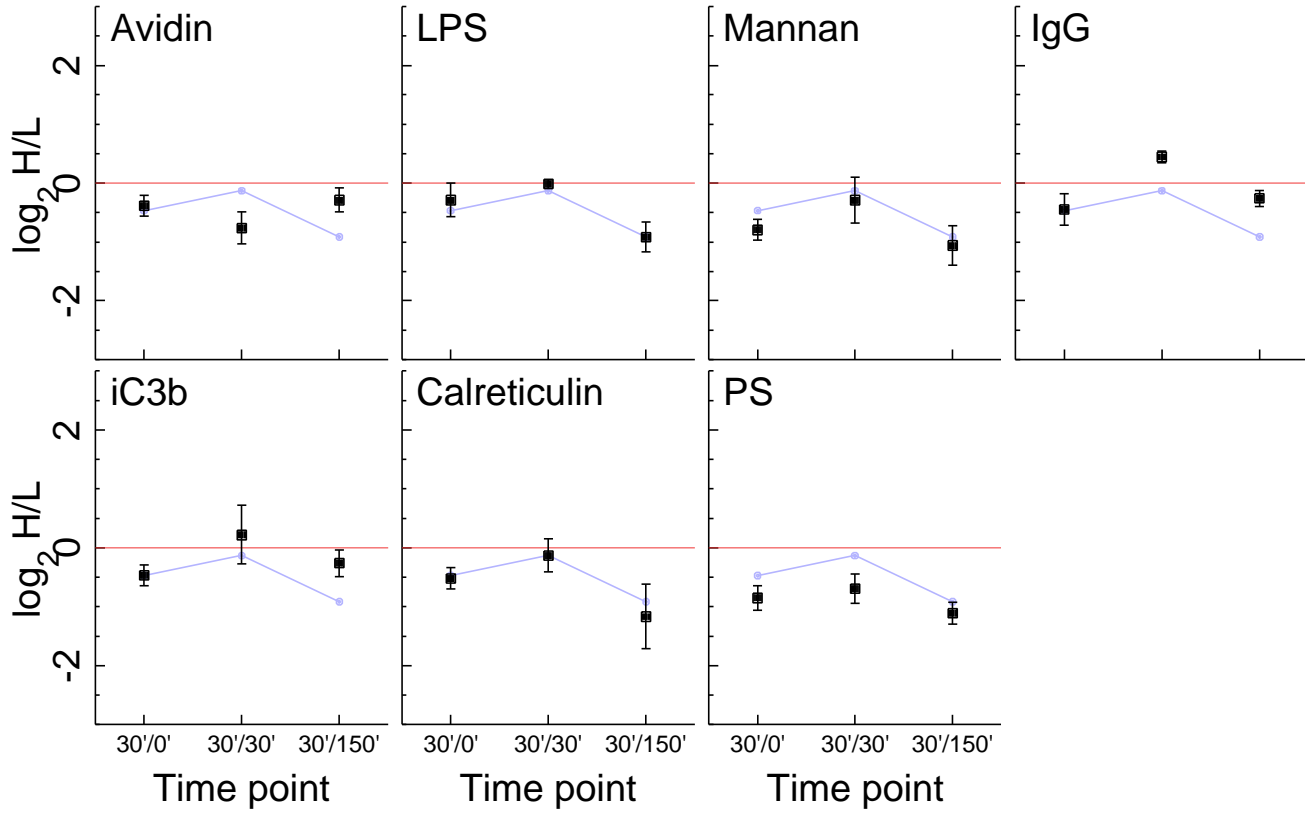 Avidin
LPS
Mannan
IgG
log2 H/L
2
0
-2
iC3b
Calreticulin
PS
log2 H/L
2
0
-2
30'/0' 30'/30' 30'/150'
30'/0' 30'/30' 30'/150'
30'/0' 30'/30' 30'/150'
Time point
Time point
Time point